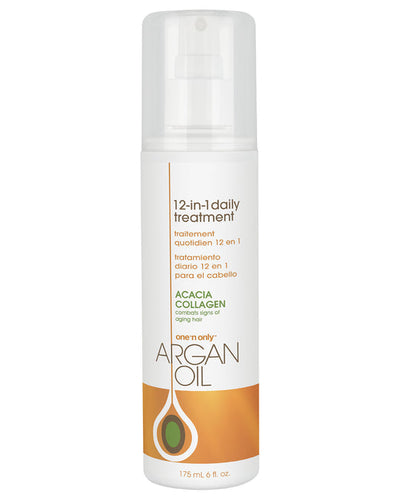 12-in-1 daily
treatment
traitement
quotidien 12 en 1
tratamiento
diario 12 en 1
para el cabello
ACACIA
COLLAGEN
combats signs of
aging hair
one 'n only™
ARGAN
OIL
175 mL 6 fl. oz.